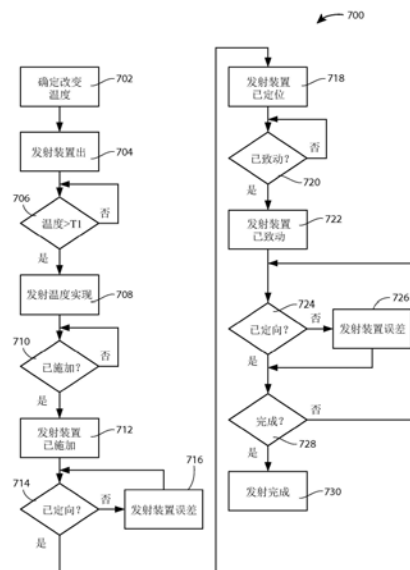 700
确定改变
温度
702
发射装置出
704
706
温度>T1
否
是
发射温度实现
708
710
已施加?
否
是
发射装置
已施加
712
714
已定向?
否
716
发射装置误差
是
发射装置
已定位
718
已致动?
否
720
是
发射装置
已致动
722
724
已定向?
否
726
发射装置误差
是
完成?
否
728
是
发射完成
730